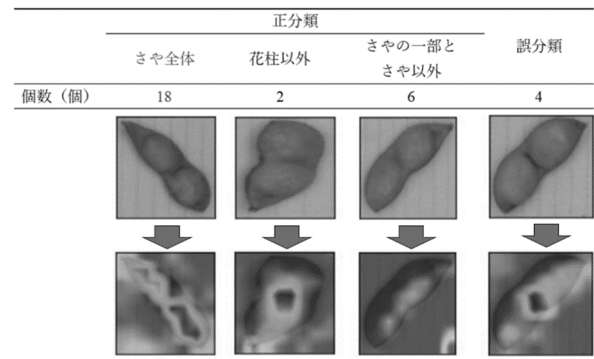 正分類
誤分類
さや全体
花柱以外
さやの一部と
さや以外
個数（個）
18
2
6
4